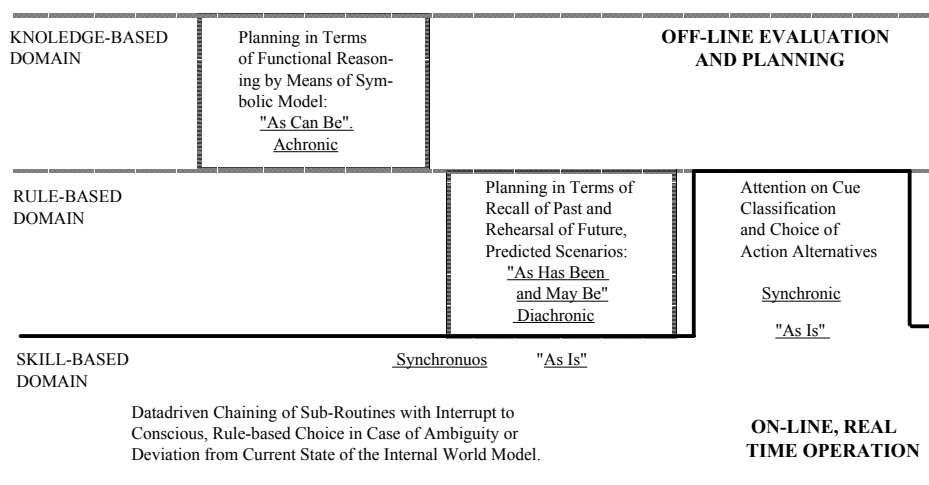 KNOLEDGE-BASED
DOMAIN
Planning in Terms
of Functional Reason-
ing by Means of Sym-
bolic Model:
"As Can Be".
Achronic
OFF-LINE EVALUATION
AND PLANNING
RULE-BASED
DOMAIN
Planning in Terms of
Recall of Past and
Rehearsal of Future,
Predicted Scenarios:
"As Has Been
and May Be"
Diachronic
Attention on Cue
Classification
and Choice of
Action Alternatives
Synchronic
"As Is"
SKILL-BASED
DOMAIN
Synchronuos "As Is"
Datadriven Chaining of Sub-Routines with Interrupt to
Conscious, Rule-based Choice in Case of Ambiguity or
Deviation from Current State of the Internal World Model.
ON-LINE, REAL
TIME OPERATION